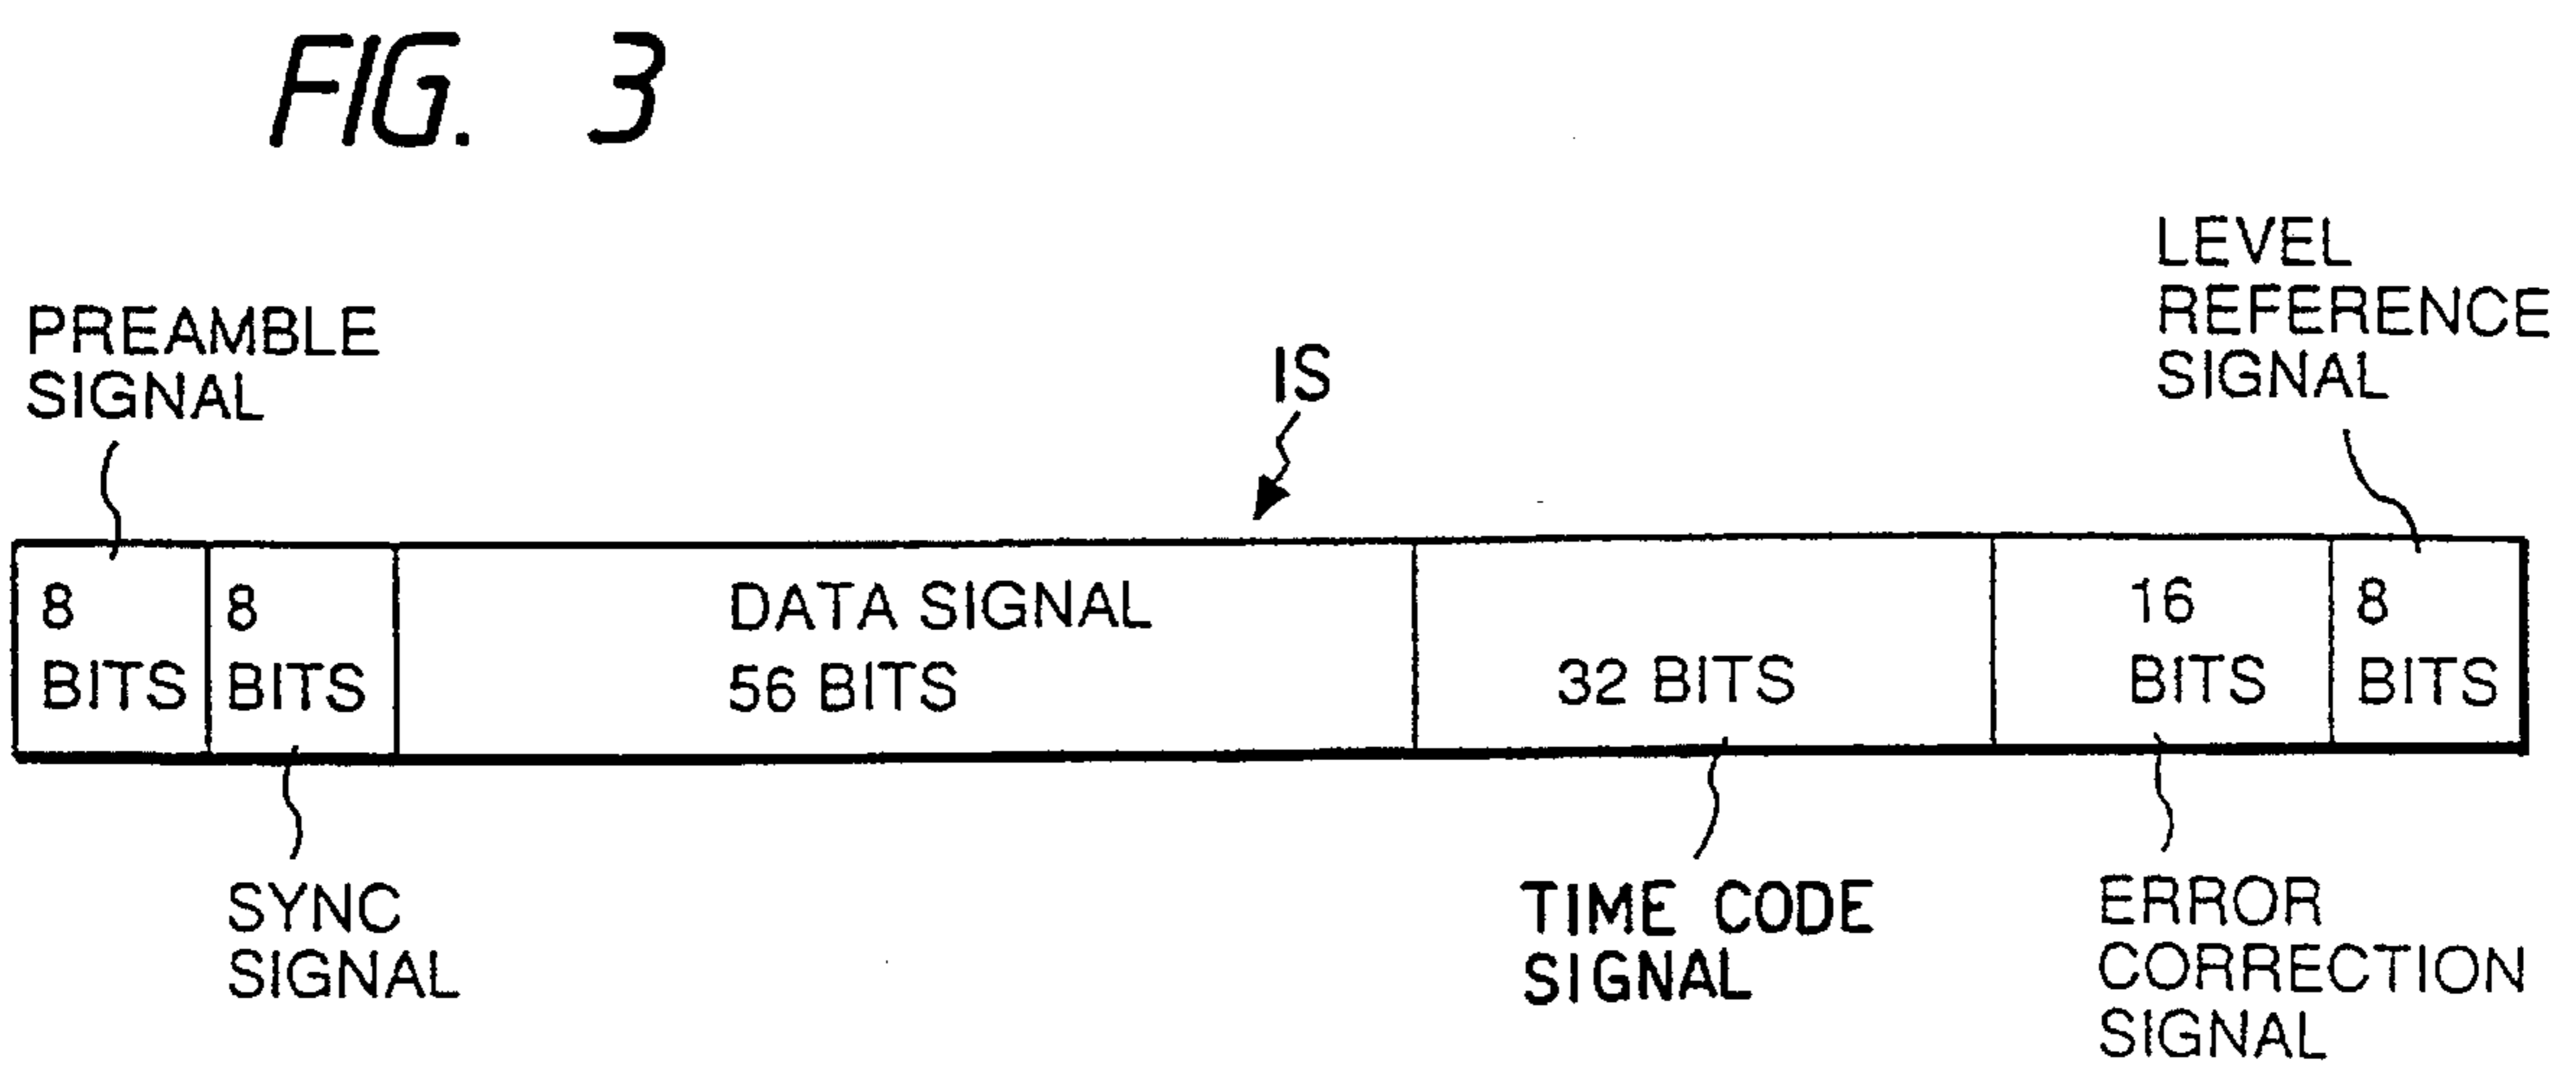 FIG. 3
PREAMBLE
SIGNAL
IS
LEVEL
REFERENCE
SIGNAL
8
BITS
8
BITS
DATA SIGNAL
56 BITS
32 BITS
16
BITS
8
BITS
SYNC
SIGNAL
TIME CODE
SIGNAL
ERROR
CORRECTION
SIGNAL